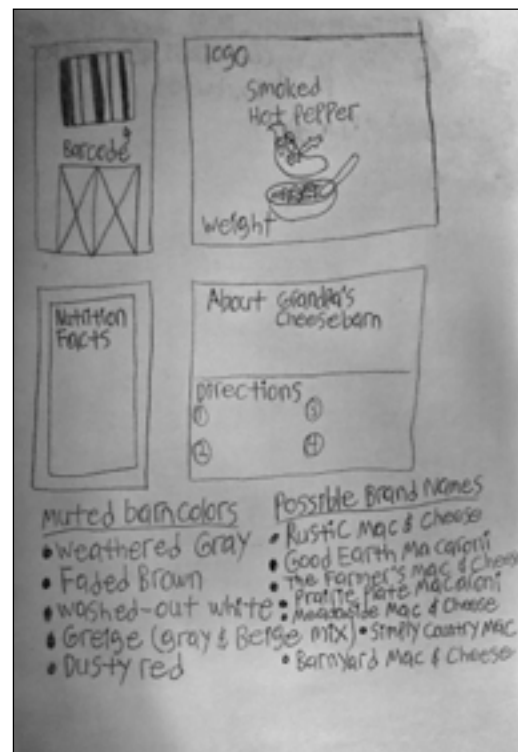 Barcode
logo
Smoked
Hot Pepper
Weight
Nutrition
Facts
About Grandpa's
Cheesebarn
Directions
① ③
② ④
Muted barn colors
• Weathered Gray
• Faded Brown
• Washed-out white
• Greige (gray & Beige mix)
• Dusty red
Possible Brand Names
• Rustic Mac & Cheese
• Good Earth Macaroni
• The Farmer's Mac & Cheese
• Prairie Plate Macaroni
• Meadowside Mac & Cheese
• Simply Country Mac
• Barnyard Mac & Cheese